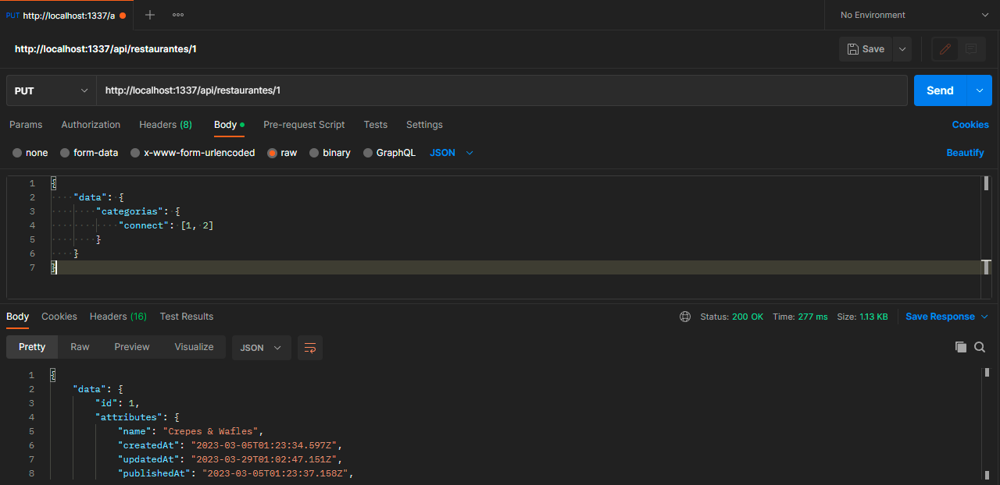 PUT http://localhost:1337/a
No Environment
http://localhost:1337/api/restaurantes/1
Save
PUT
http://localhost:1337/api/restaurantes/1
Send
Params Authorization Headers (8) Body Pre-request Script Tests Settings Cookies
none form-data x-www-form-urlencoded raw binary GraphQL JSON Beautify
1 {
2 "data": {
3 "categorias": {
4 "connect": [1, 2]
5 }
6 }
7 }
Body Cookies Headers (16) Test Results Status: 200 OK Time: 277 ms Size: 1.13 KB Save Response
Pretty Raw Preview Visualize JSON
1 {
2 "data": {
3 "id": 1,
4 "attributes": {
5 "name": "Crepes & Wafles",
6 "createdAt": "2023-03-05T01:23:34.597Z",
7 "updatedAt": "2023-03-29T01:02:47.151Z",
8 "publishedAt": "2023-03-05T01:23:37.158Z",